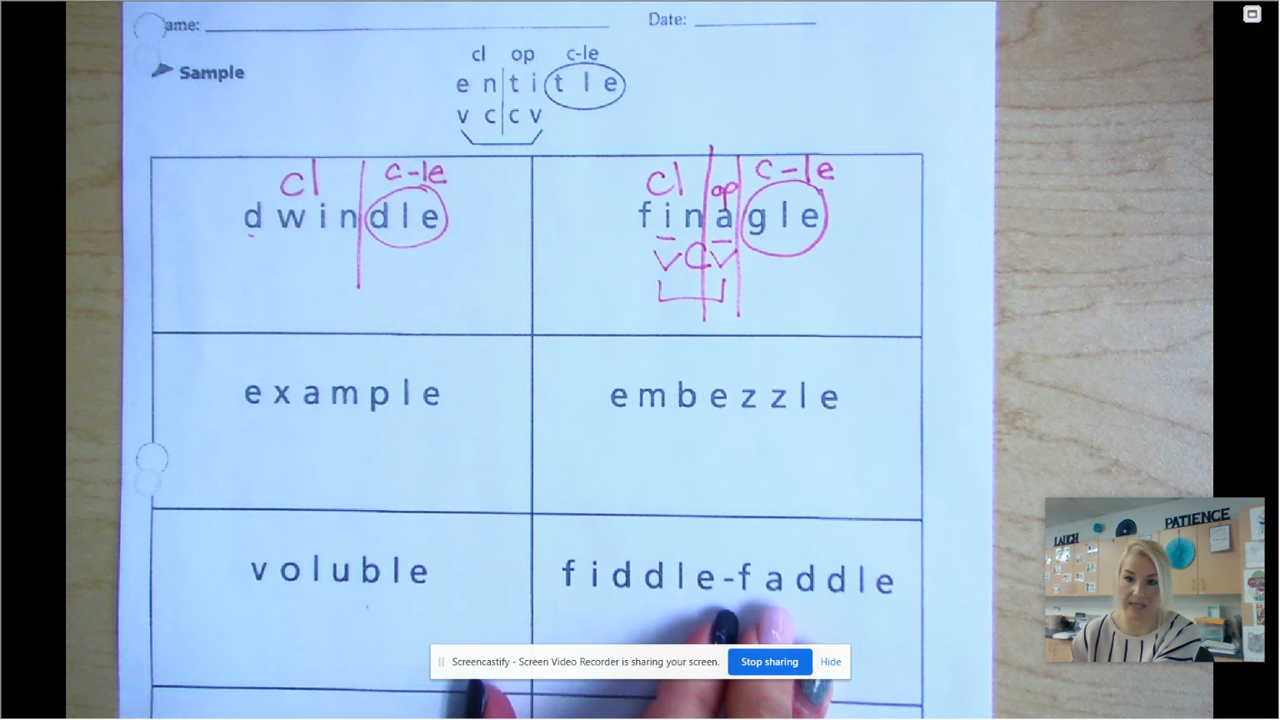 ame: Date:
cl op c-le
Sample
e n t i t l e
v c c v
cl c-le
d w i n d l e
cl op c-le
f i n a g l e
v c v
e x a m p l e
e m b e z z l e
v o l u b l e
f i d d l e - f a d d l e
LAUGH
PATIENCE
Screencastify - Screen Video Recorder is sharing your screen. Stop sharing Hide